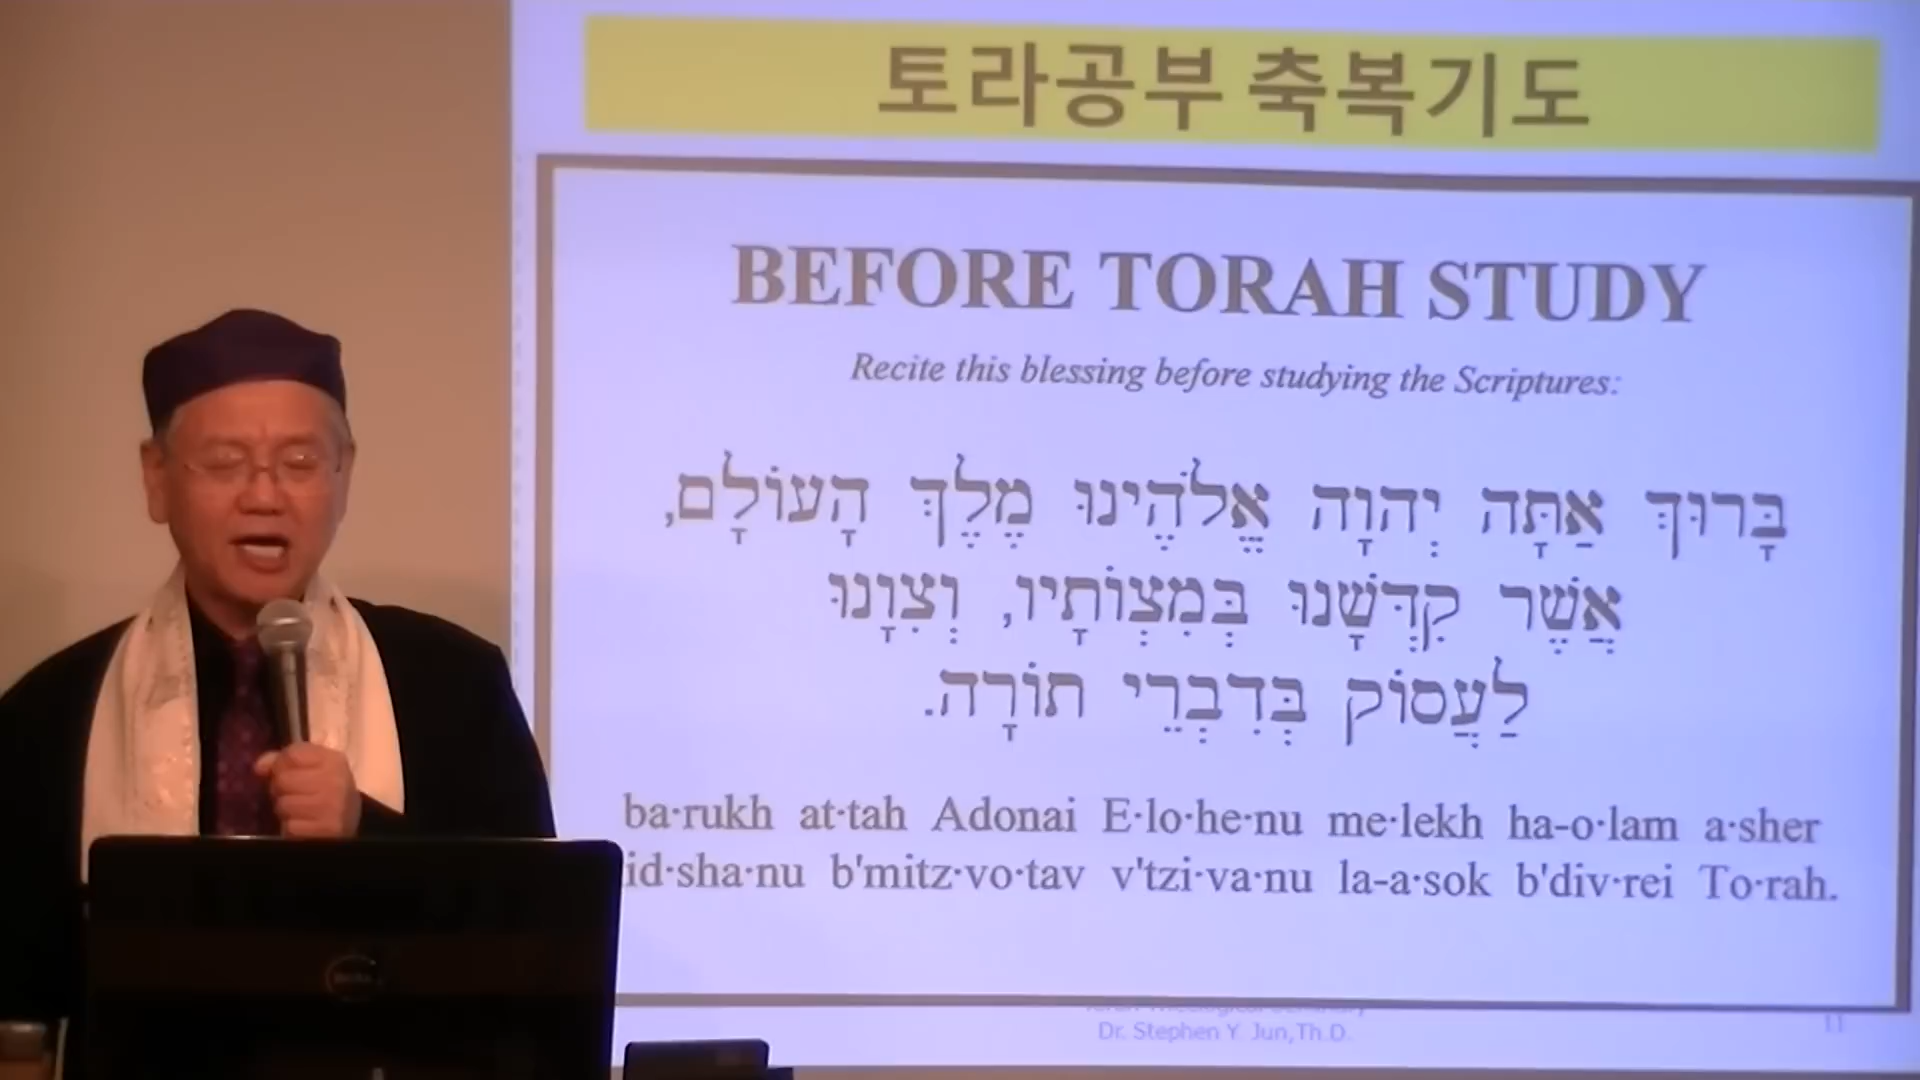 토라공부 축복기도
BEFORE TORAH STUDY
Recite this blessing before studying the Scriptures:
בָּרוּךְ אַתָּה יְהוָה אֱלֹהֶינוּ מֶלֶךְ הָעוֹלָם,
אֲשֶׁר קִדְּשָׁנוּ בְּמִצְוֹתָיו, וְצִוָנוּ
לַעֲסוֹק בְּדִבְרֵי תוֹרָה.
ba·rukh at·tah Adonai E·lo·he·nu me·lekh ha-o·lam a·sher
id·sha·nu b'mitz·vo·tav v'tzi·va·nu la-a·sok b'div·rei To·rah.
Dr. Stephen Y. Jun,Th.D.
11